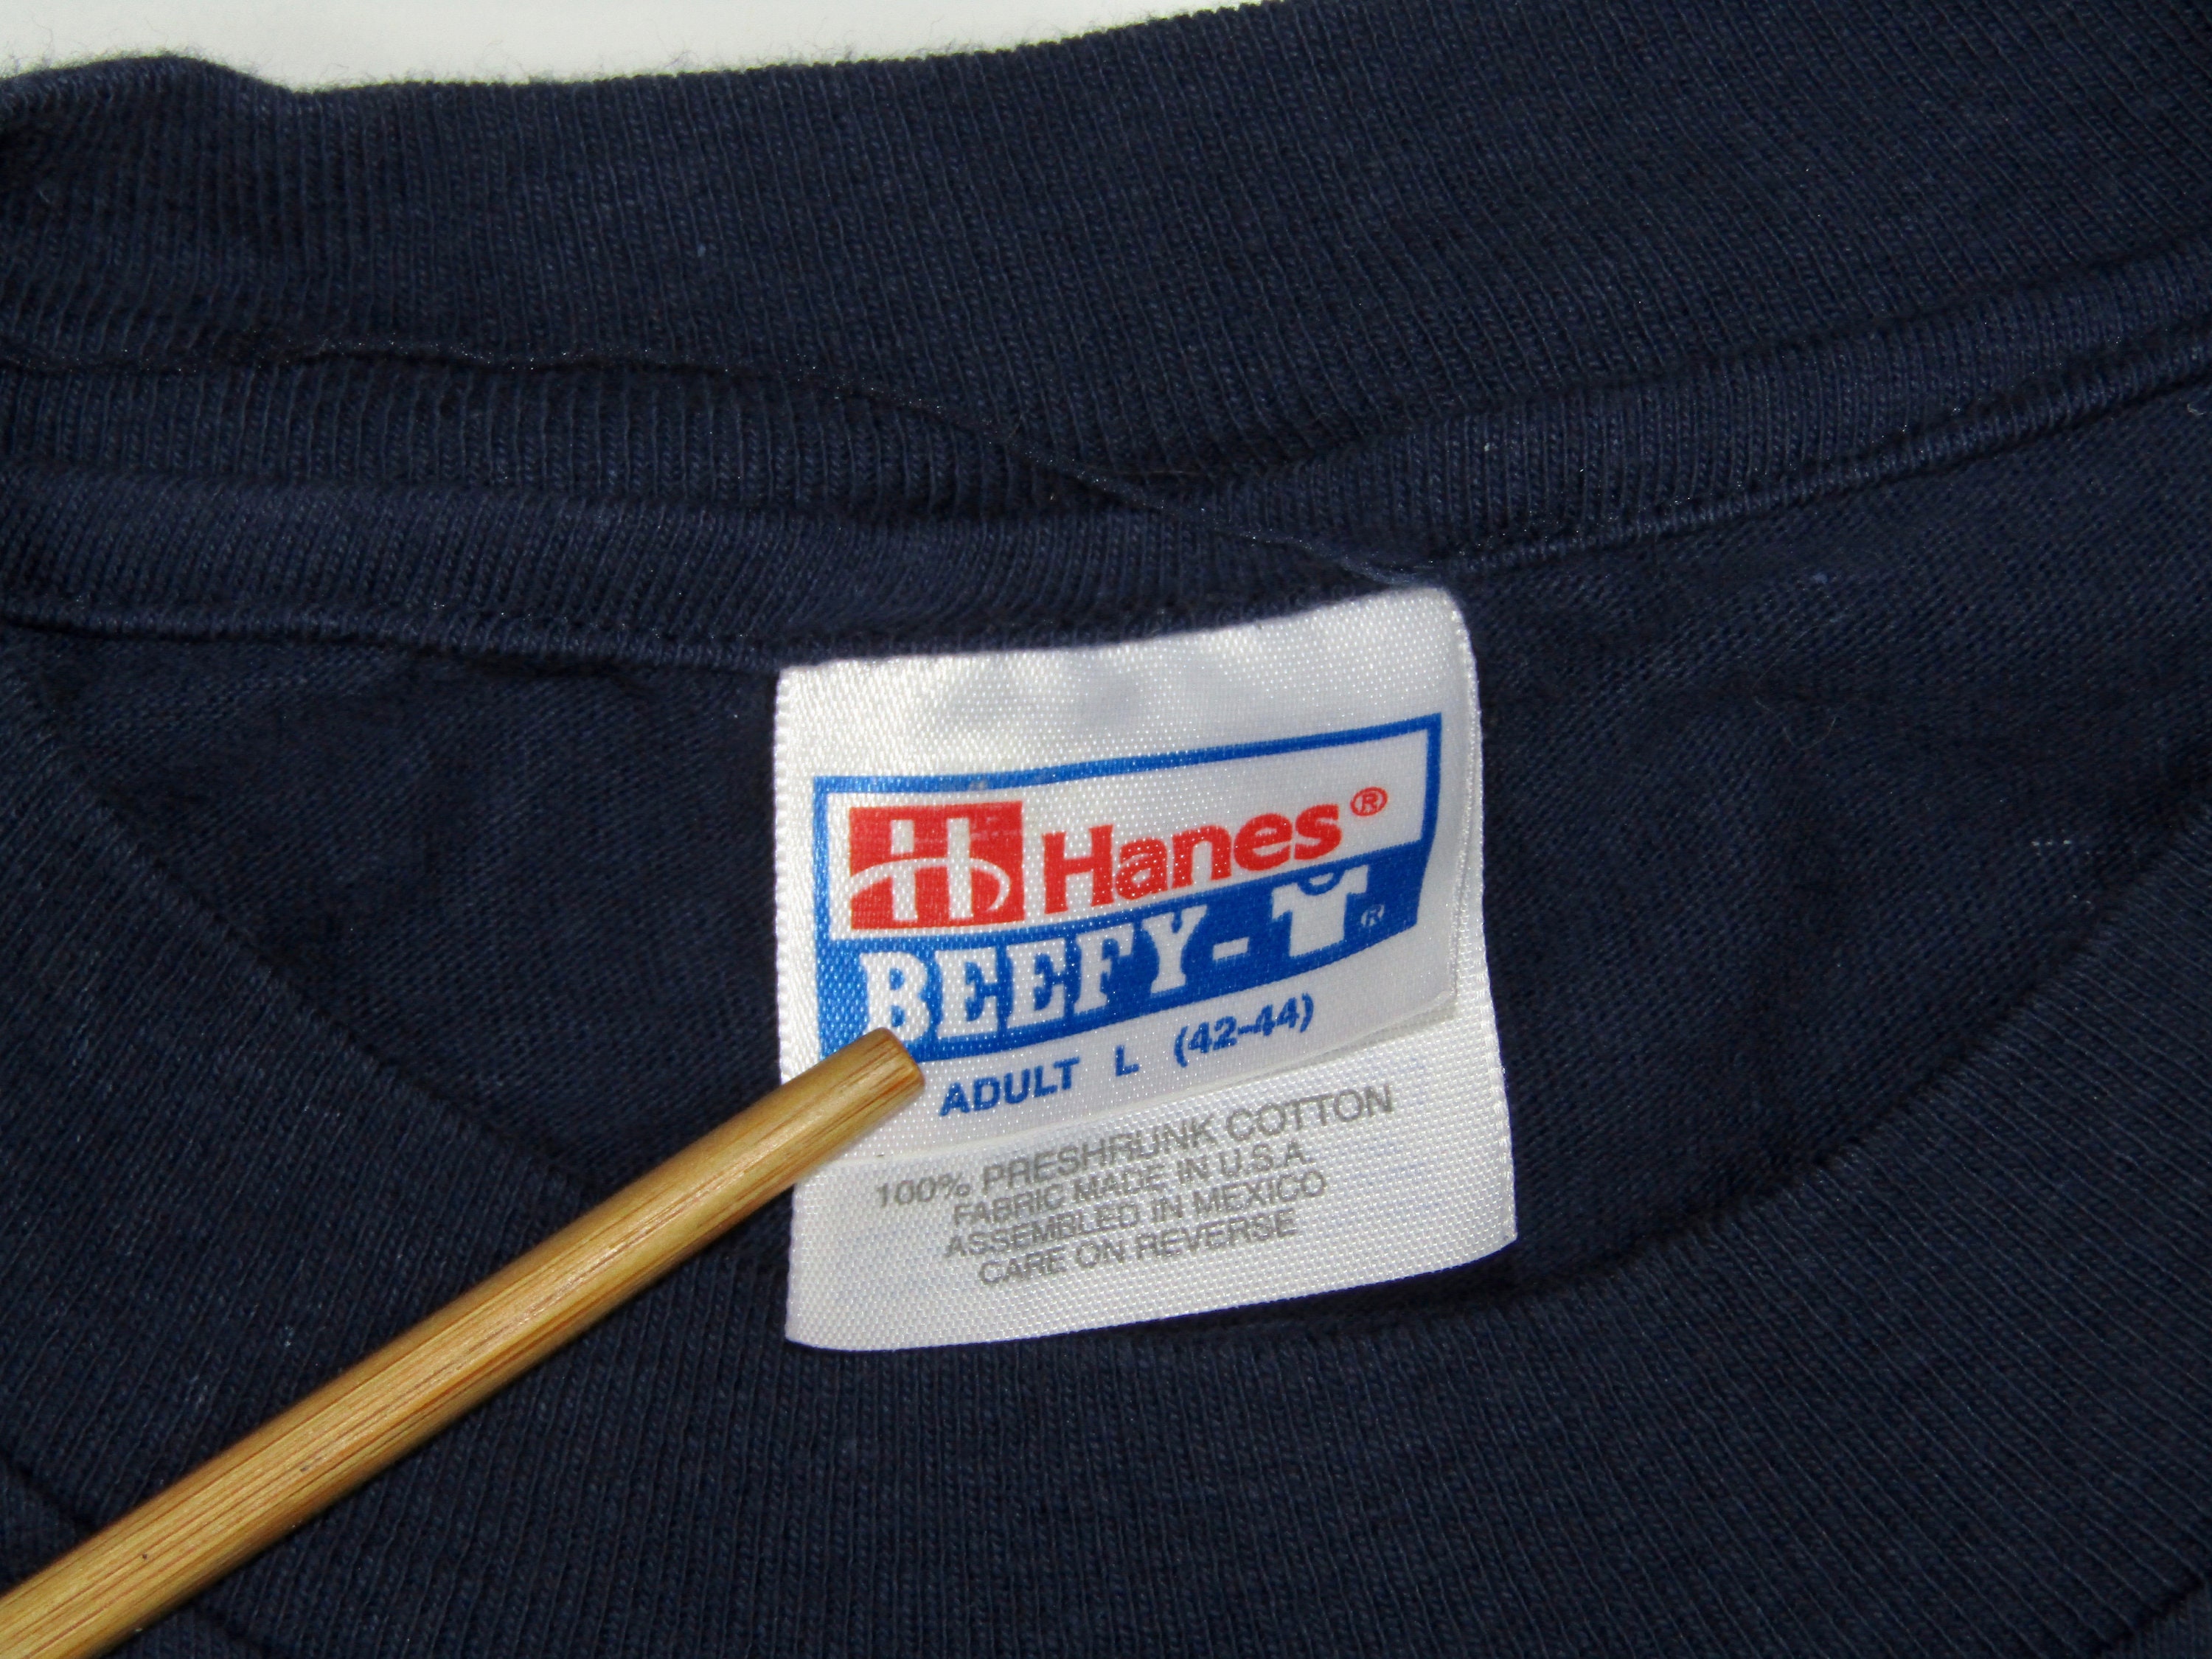 H Hanes®
BEEFY-T®
ADULT L (42-44)
100% PRESHRUNK COTTON
FABRIC MADE IN U.S.A.
ASSEMBLED IN MEXICO
CARE ON REVERSE